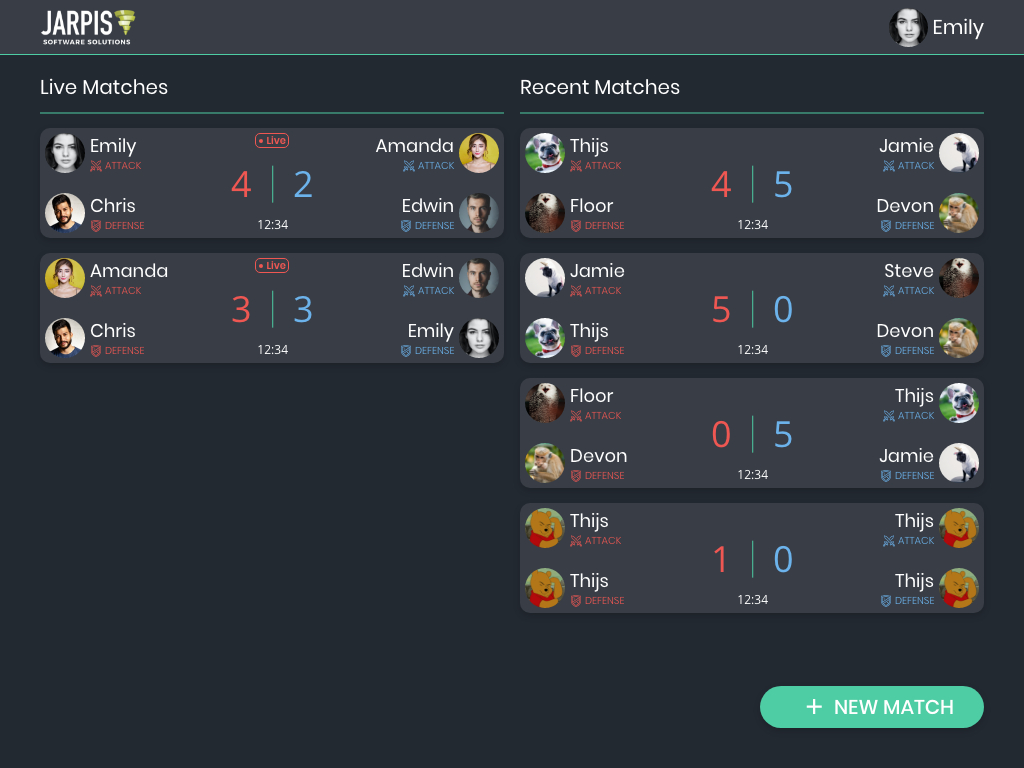 JARPIS
SOFTWARE SOLUTIONS
Emily
Live Matches
Emily
ATTACK
Chris
DEFENSE
• Live
4 | 2
12:34
Amanda
ATTACK
Edwin
DEFENSE
Amanda
ATTACK
Chris
DEFENSE
• Live
3 | 3
12:34
Edwin
ATTACK
Emily
DEFENSE
Recent Matches
Thijs
ATTACK
Floor
DEFENSE
4 | 5
12:34
Jamie
ATTACK
Devon
DEFENSE
Jamie
ATTACK
Thijs
DEFENSE
5 | 0
12:34
Steve
ATTACK
Devon
DEFENSE
Floor
ATTACK
Devon
DEFENSE
0 | 5
12:34
Thijs
ATTACK
Jamie
DEFENSE
Thijs
ATTACK
Thijs
DEFENSE
1 | 0
12:34
Thijs
ATTACK
Thijs
DEFENSE
+ NEW MATCH